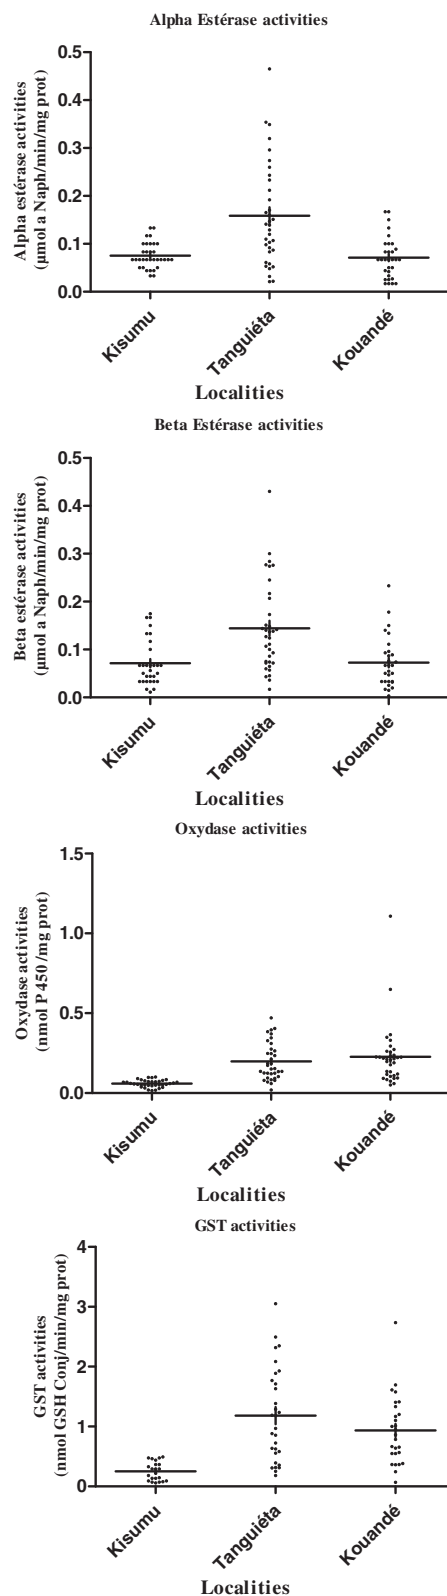 Alpha Estérase activities
Alpha estérase activities
(µmol a Naph/min/mg prot)
0.5
0.4
0.3
0.2
0.1
0.0
Kisumu
Tanguiéta
Kouandé
Localities
Beta Estérase activities
Beta estérase activities
(µmol a Naph/min/mg prot)
0.5
0.4
0.3
0.2
0.1
0.0
Kisumu
Tanguiéta
Kouandé
Localities
Oxydase activities
Oxydase activities
(nmol P 450 /mg prot)
1.5
1.0
0.5
0.0
Kisumu
Tanguiéta
Kouandé
Localities
GST activities
GST activities
(nmol GSH Conj/min/mg prot)
4
3
2
1
0
Kisumu
Tanguiéta
Kouandé
Localities